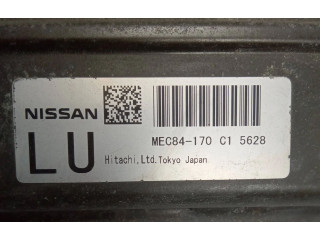 NISSAN
LU
MEC84-170 C1 5628
Hitachi,Ltd.Tokyo Japan